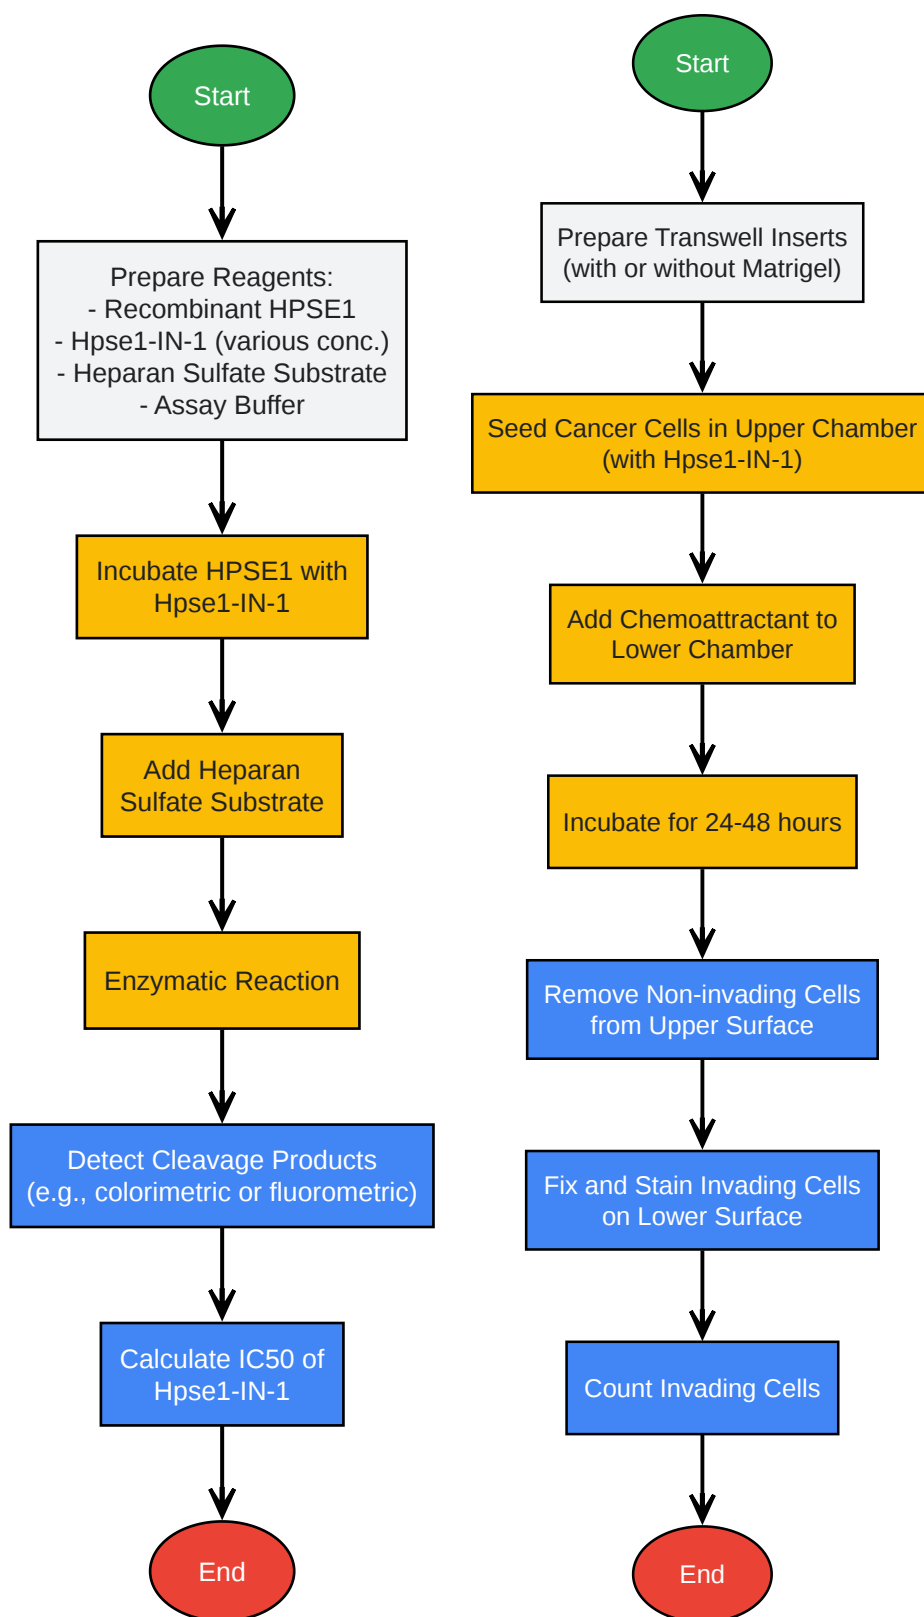 Start
Prepare Reagents:
- Recombinant HPSE1
- Hpse1-IN-1 (various conc.)
- Heparan Sulfate Substrate
- Assay Buffer
Incubate HPSE1 with
Hpse1-IN-1
Add Heparan
Sulfate Substrate
Enzymatic Reaction
Detect Cleavage Products
(e.g., colorimetric or fluorometric)
Calculate IC50 of
Hpse1-IN-1
End
Start
Prepare Transwell Inserts
(with or without Matrigel)
Seed Cancer Cells in Upper Chamber
(with Hpse1-IN-1)
Add Chemoattractant to
Lower Chamber
Incubate for 24-48 hours
Remove Non-invading Cells
from Upper Surface
Fix and Stain Invading Cells
on Lower Surface
Count Invading Cells
End